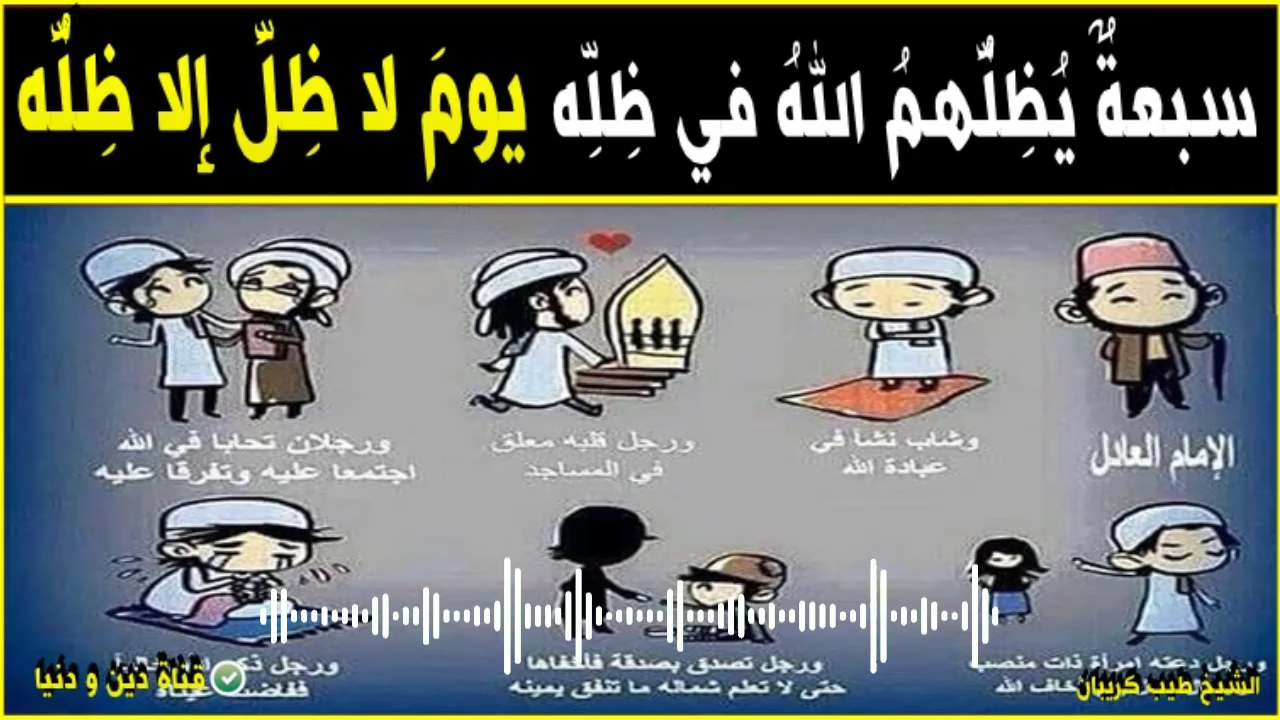 سبعةٌ يُظِلُّهمُ اللهُ في ظِلِّه يومَ لا ظِلَّ إلا ظِلُّه
الإمام العادل
وشاب نشأ في
عبادة الله
ورجل قلبه معلق
في المساجد
ورجلان تحابا في الله
اجتمعا عليه وتفرقا عليه
ورجل دعته امرأة ذات منصب
خاف الله
ورجل تصدق بصدقة فأخفاها
حتى لا تعلم شماله ما تنفق يمينه
ورجل
الشيخ طيب كريبان
قناة دين و دنيا